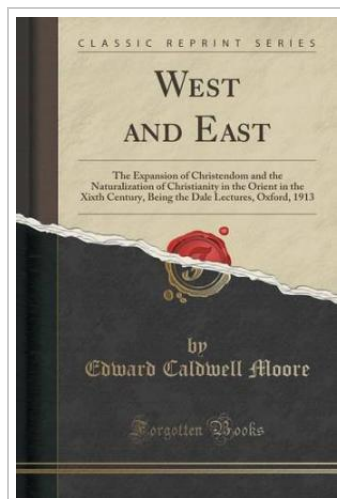 CLASSIC REPRINT SERIES
WEST
AND EAST
The Expansion of Christendom and the
Naturalization of Christianity in the Orient in the
Xixth Century, Being the Dale Lectures, Oxford, 1913
by
Edward Caldwell Moore
Forgotten Books